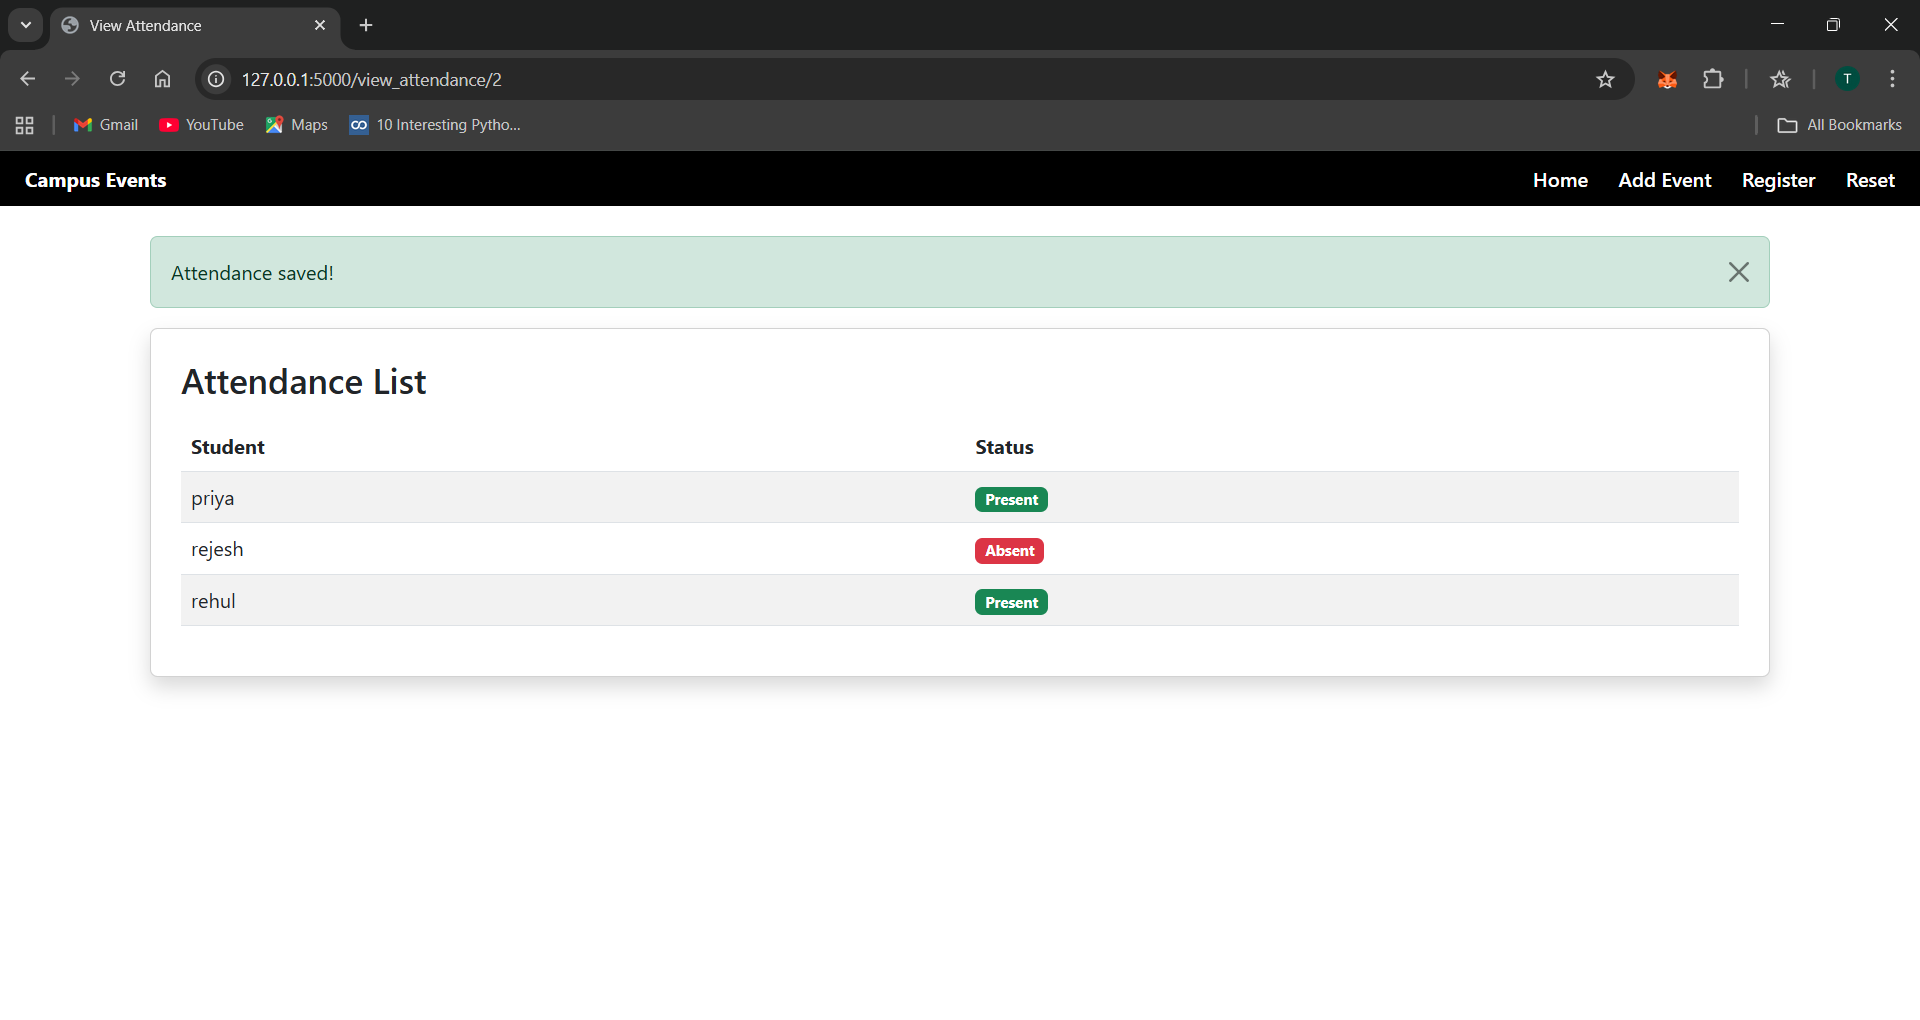 View Attendance
127.0.0.1:5000/view_attendance/2
Gmail YouTube Maps 10 Interesting Pytho... All Bookmarks
T
Campus Events Home Add Event Register Reset
Attendance saved!
Attendance List
Student Status
priya Present
rejesh Absent
rehul Present